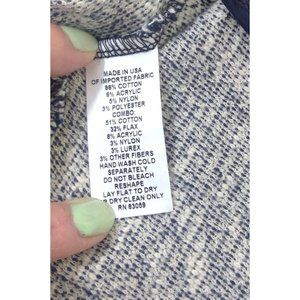 MADE IN USA
OF IMPORTED FABRIC
86% COTTON
6% ACRYLIC
5% NYLON
3% POLYESTER
COMBO:
51% COTTON
32% FLAX
8% ACRYLIC
3% NYLON
3% LUREX
3% OTHER FIBERS
HAND WASH COLD
SEPARATELY
DO NOT BLEACH
RESHAPE
LAY FLAT TO DRY
DRY CLEAN ONLY
RN 83059